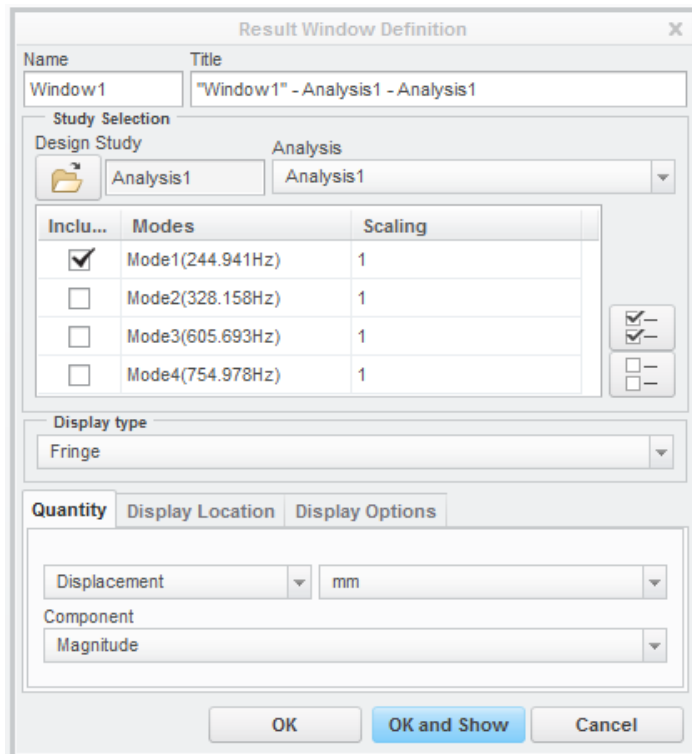 Result Window Definition
Name Title
Window1 "Window1" - Analysis1 - Analysis1
Study Selection
Design Study Analysis
Analysis1 Analysis1
Inclu... Modes Scaling
Mode1(244.941Hz) 1
Mode2(328.158Hz) 1
Mode3(605.693Hz) 1
Mode4(754.978Hz) 1
Display type
Fringe
Quantity Display Location Display Options
Displacement mm
Component
Magnitude
OK OK and Show Cancel